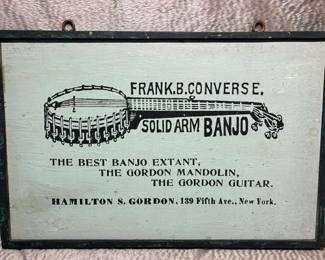 FRANK.B.CONVERSE.
SOLID ARM BANJO
THE BEST BANJO EXTANT,
THE GORDON MANDOLIN,
THE GORDON GUITAR.
HAMILTON S. GORDON, 139 Fifth Ave., New York.